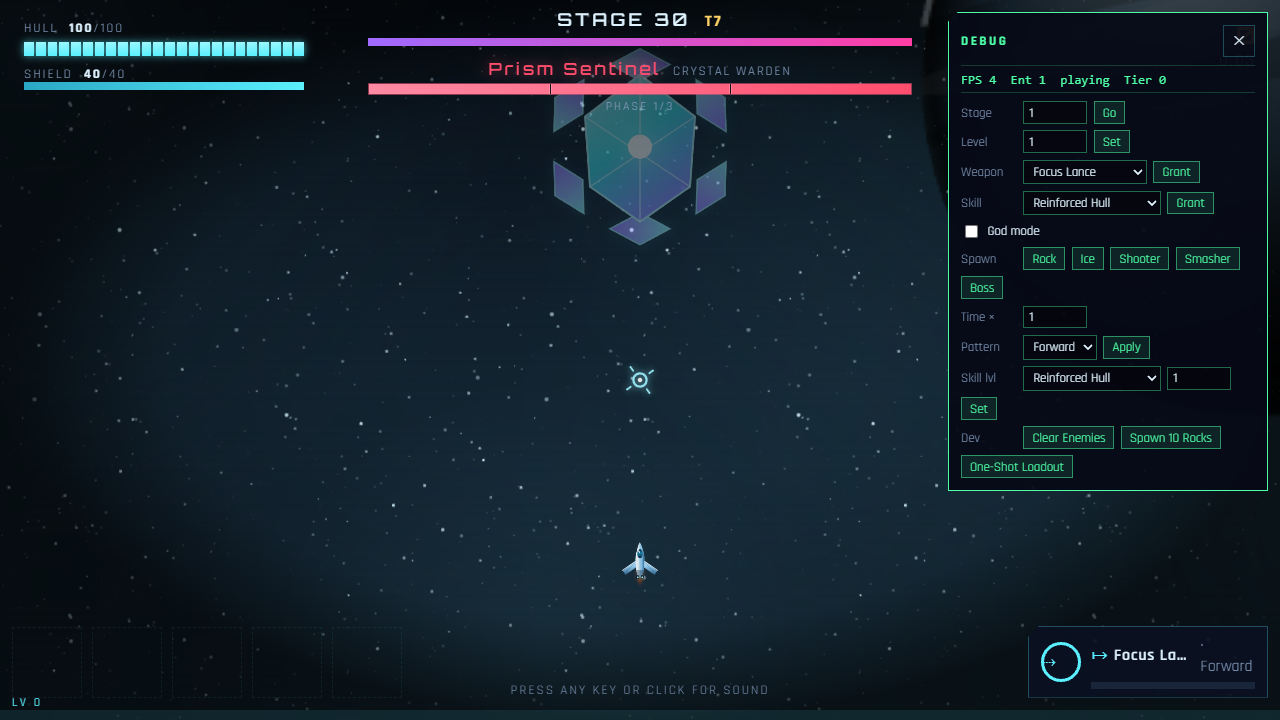 HULL 100/100
SHIELD 40/40
STAGE 30 T7
Prism Sentinel CRYSTAL WARDEN
PHASE 1/3
DEBUG
FPS 4 Ent 1 playing Tier 0
Stage 1 Go
Level 1 Set
Weapon Focus Lance Grant
Skill Reinforced Hull Grant
God mode
Spawn Rock Ice Shooter Smasher
Boss
Time × 1
Pattern Forward Apply
Skill lvl Reinforced Hull 1
Set
Dev Clear Enemies Spawn 10 Rocks
One-Shot Loadout
↦ Focus La... · Forward
PRESS ANY KEY OR CLICK FOR SOUND
LV 0